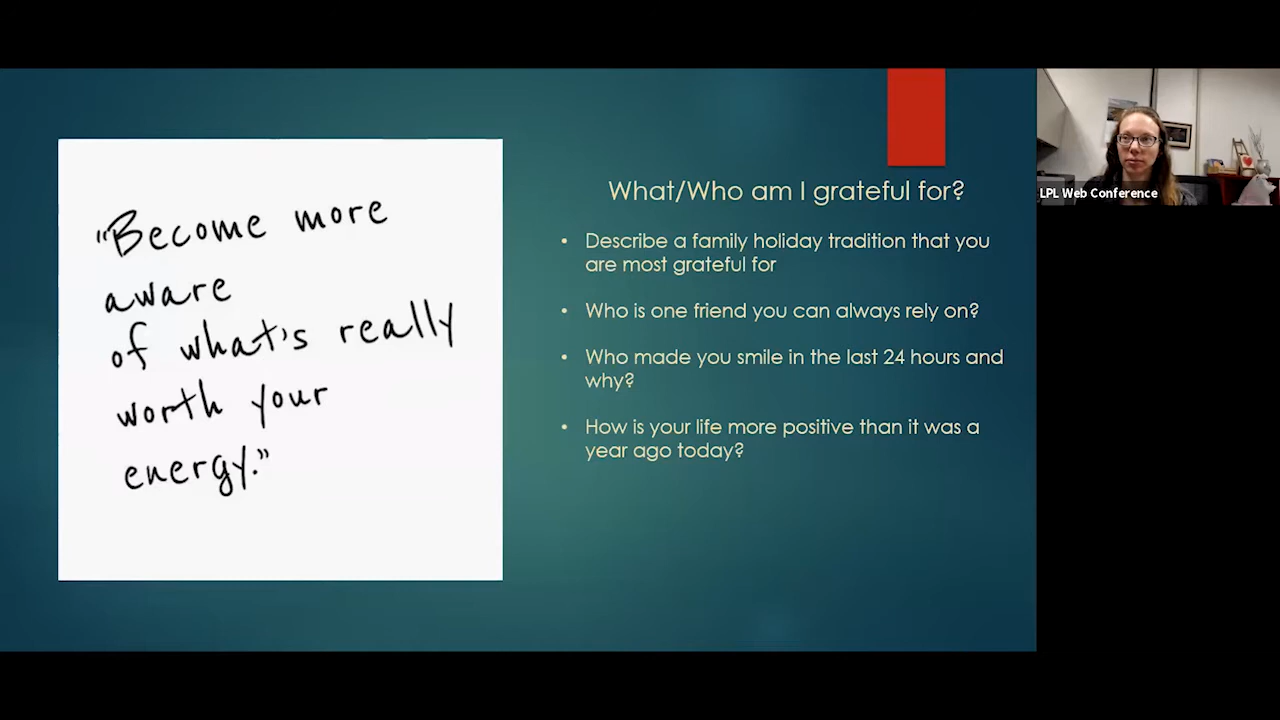 "Become more
aware
of what's really
worth your
energy."
What/Who am I grateful for?
• Describe a family holiday tradition that you
are most grateful for
• Who is one friend you can always rely on?
• Who made you smile in the last 24 hours and
why?
• How is your life more positive than it was a
year ago today?
LPL Web Conference